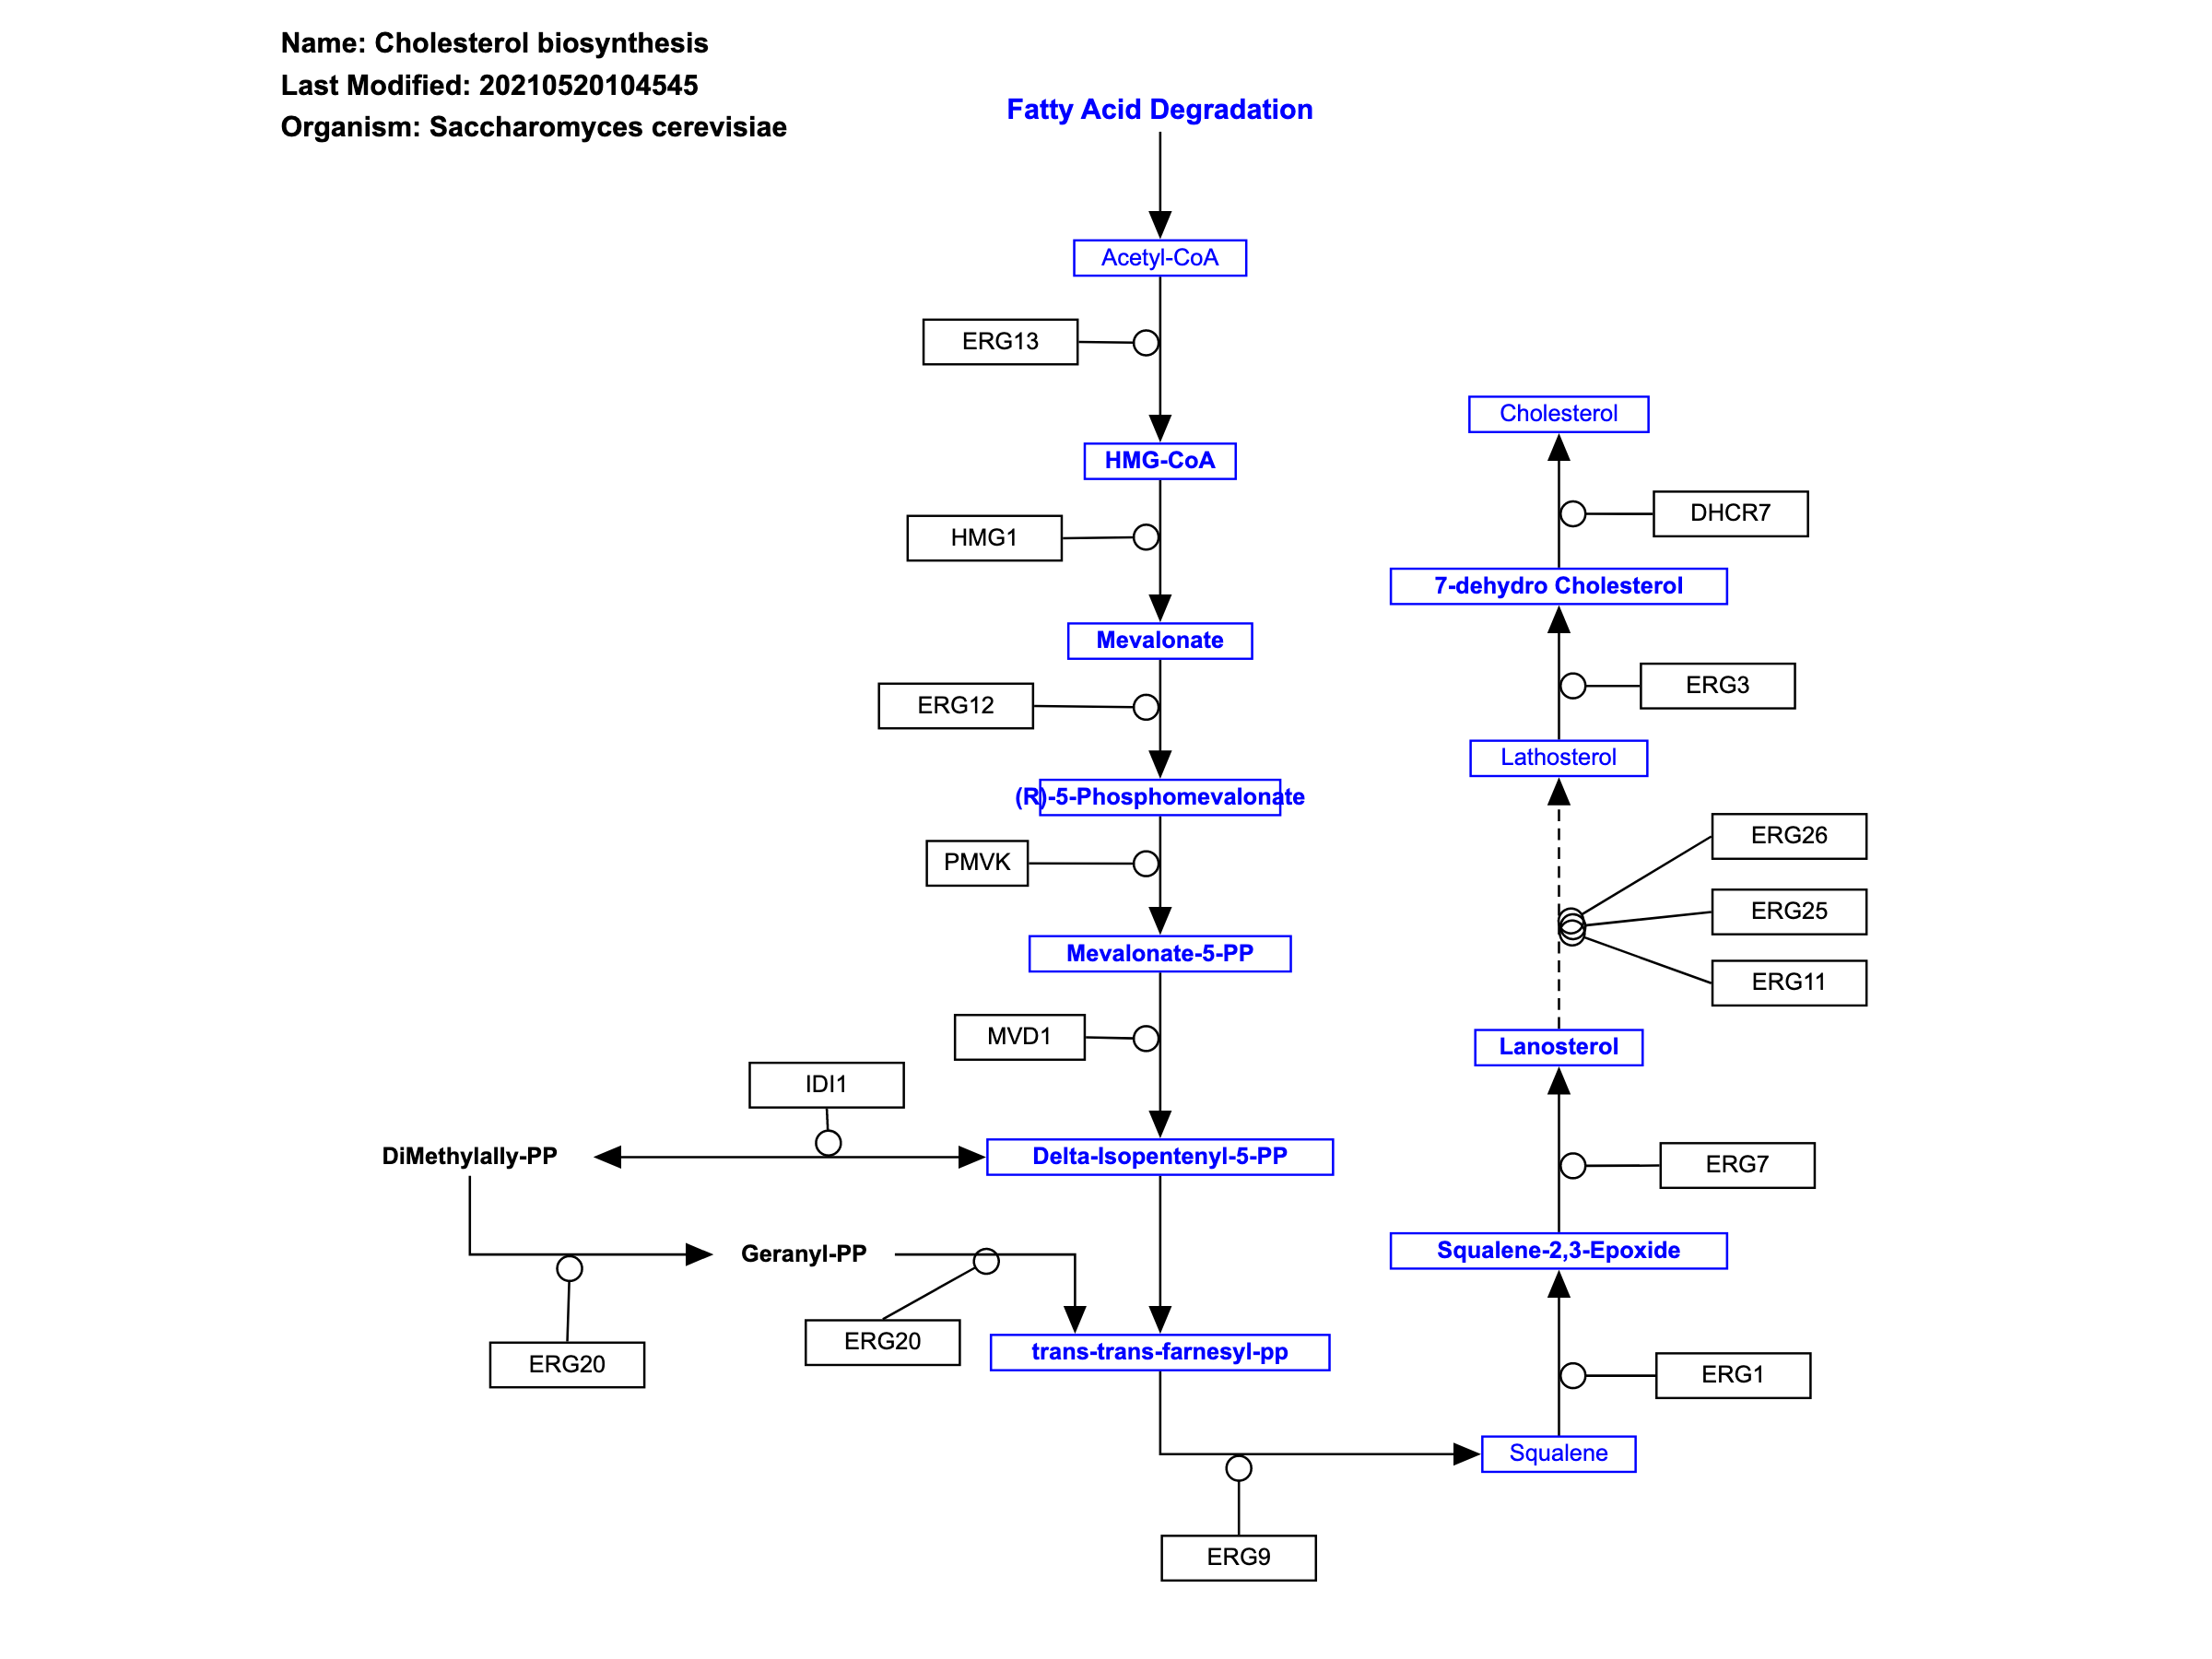 Name: Cholesterol biosynthesis
Last Modified: 20210520104545
Organism: Saccharomyces cerevisiae
Fatty Acid Degradation
Acetyl-CoA
ERG13
HMG-CoA
HMG1
Mevalonate
ERG12
(R)-5-Phosphomevalonate
PMVK
Mevalonate-5-PP
MVD1
IDI1
DiMethylally-PP
Delta-Isopentenyl-5-PP
Geranyl-PP
ERG20
ERG20
trans-trans-farnesyl-pp
ERG9
Cholesterol
DHCR7
7-dehydro Cholesterol
ERG3
Lathosterol
ERG26
ERG25
ERG11
Lanosterol
ERG7
Squalene-2,3-Epoxide
ERG1
Squalene